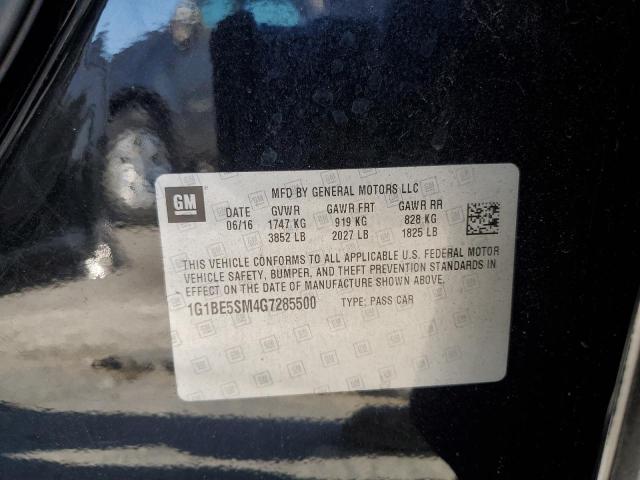 GM
MFD BY GENERAL MOTORS LLC
DATE GVWR GAWR FRT GAWR RR
06/16 1747 KG 919 KG 828 KG
3852 LB 2027 LB 1825 LB
THIS VEHICLE CONFORMS TO ALL APPLICABLE U.S. FEDERAL MOTOR
VEHICLE SAFETY, BUMPER, AND THEFT PREVENTION STANDARDS IN
EFFECT ON THE DATE OF MANUFACTURE SHOWN ABOVE.
1G1BE5SM4G7285500 TYPE: PASS CAR